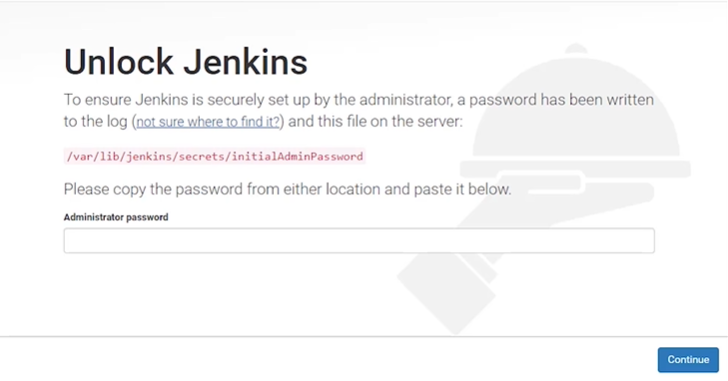 Unlock Jenkins
To ensure Jenkins is securely set up by the administrator, a password has been written
to the log (not sure where to find it?) and this file on the server:
/var/lib/jenkins/secrets/initialAdminPassword
Please copy the password from either location and paste it below.
Administrator password
Continue